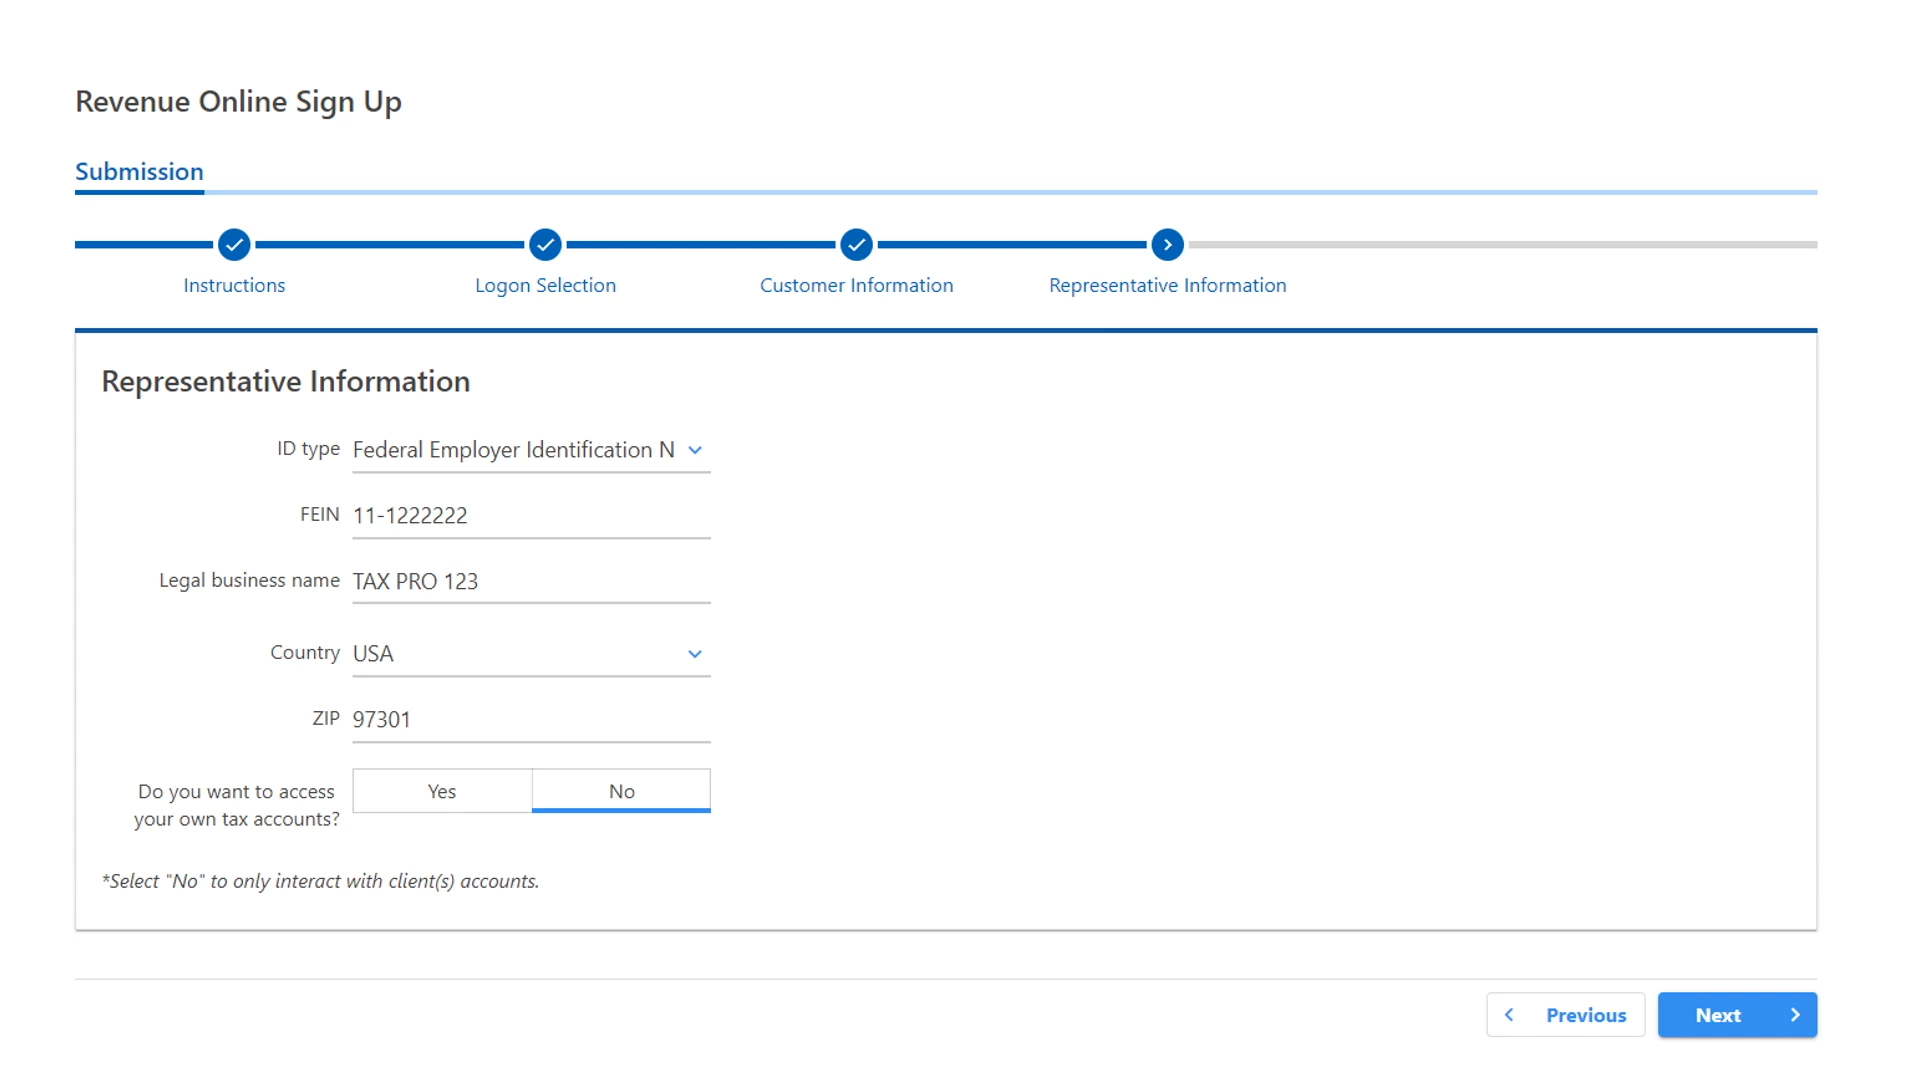 Revenue Online Sign Up
Submission
Instructions
Logon Selection
Customer Information
Representative Information
Representative Information
ID type Federal Employer Identification N
FEIN 11-1222222
Legal business name TAX PRO 123
Country USA
ZIP 97301
Do you want to access
your own tax accounts?
Yes No
*Select "No" to only interact with client(s) accounts.
Previous Next